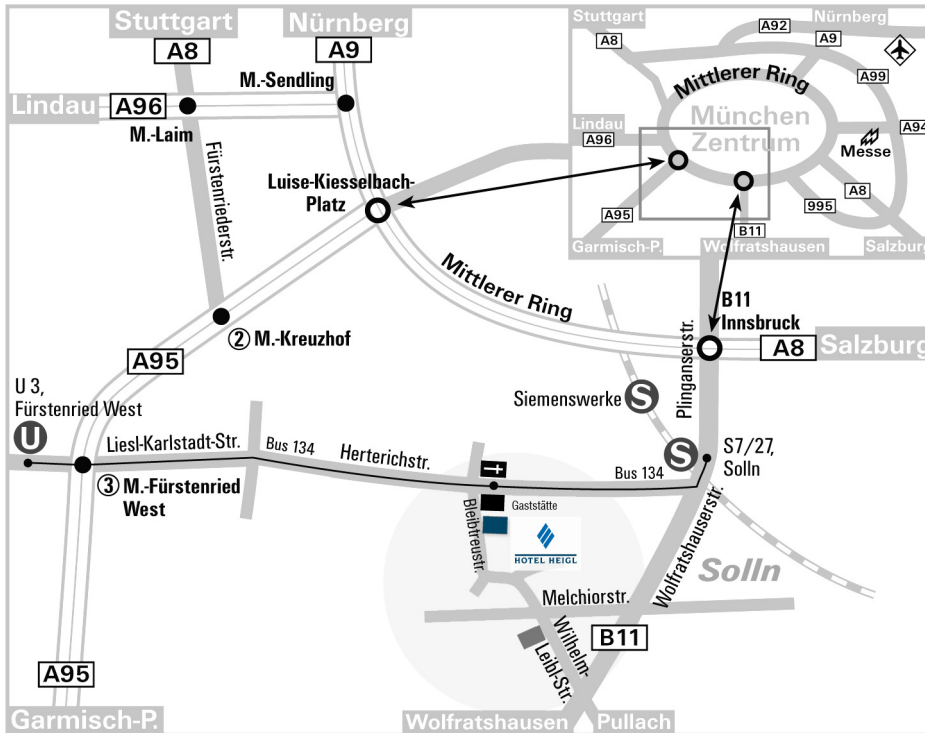 Stuttgart
A8
Nürnberg
A9
Lindau
A96
M.-Sendling
M.-Laim
Fürstenriederstr.
Luise-Kiesselbach-
Platz
Mittlerer Ring
② M.-Kreuzhof
A95
U 3,
Fürstenried West
U
Liesl-Karlstadt-Str.
Bus 134
Herterichstr.
③ M.-Fürstenried
West
A95
Garmisch-P.
Stuttgart
A8
Nürnberg
A92
A9
A99
Mittlerer Ring
München
Zentrum
Lindau
A96
A94
Messe
A95
A8
995
B11
Garmisch-P.
Wolfratshausen
Salzburg
B11
Innsbruck
Plinganserstr.
A8
Salzburg
Siemenswerke
S
S
S7/27,
Solln
Bus 134
Gaststätte
Bleibtreustr.
HOTEL HEIGL
Wolfratshauserstr.
Solln
Melchiorstr.
B11
Wilhelm-
Leibl-Str.
Wolfratshausen
Pullach